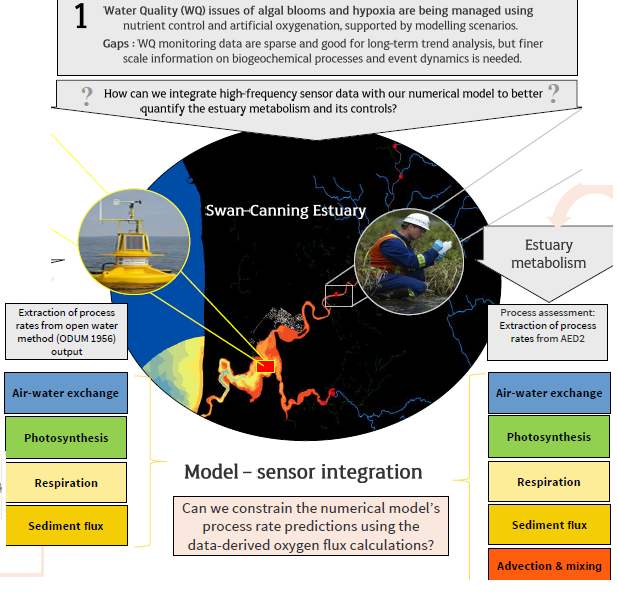 1
Water Quality (WQ) issues of algal blooms and hypoxia are being managed using
nutrient control and artificial oxygenation, supported by modelling scenarios.
Gaps : WQ monitoring data are sparse and good for long-term trend analysis, but finer
scale information on biogeochemical processes and event dynamics is needed.
? How can we integrate high-frequency sensor data with our numerical model to better ?
quantify the estuary metabolism and its controls?
Swan-Canning Estuary
Estuary
metabolism
Extraction of process
rates from open water
method (ODUM 1956)
output
Process assessment:
Extraction of process
rates from AED2
Air-water exchange
Photosynthesis
Respiration
Sediment flux
Air-water exchange
Photosynthesis
Respiration
Sediment flux
Advection & mixing
Model – sensor integration
Can we constrain the numerical model's
process rate predictions using the
data-derived oxygen flux calculations?